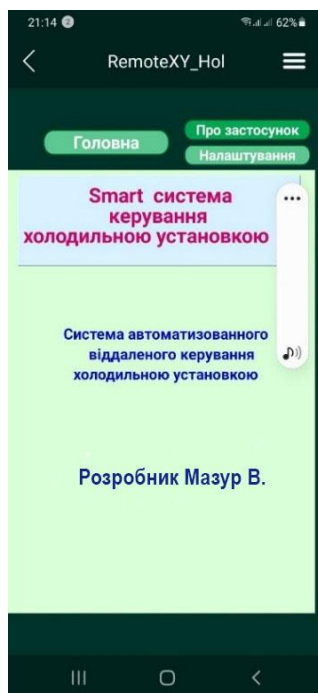 21:14 2 62%
RemoteXY_Hol
Головна
Про застосунок
Налаштування
Smart система
керування
холодильною установкою
Система автоматизованного
віддаленого керування
холодильною установкою
Розробник Мазур В.